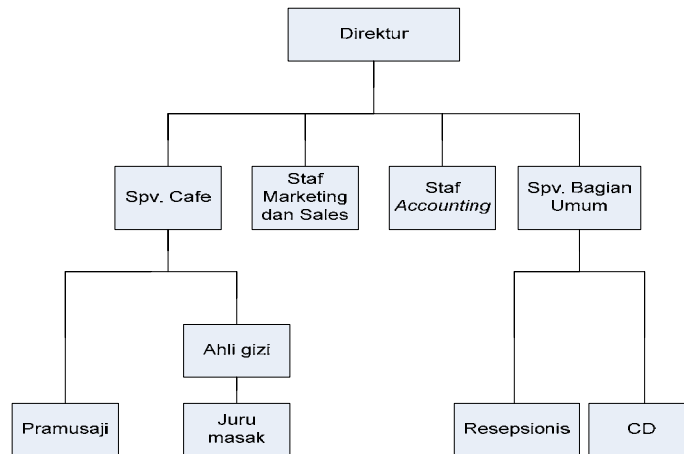 Direktur
Spv. Cafe
Staf
Marketing
dan Sales
Staf
Accounting
Spv. Bagian
Umum
Ahli gizi
Pramusaji
Juru
masak
Resepsionis
CD